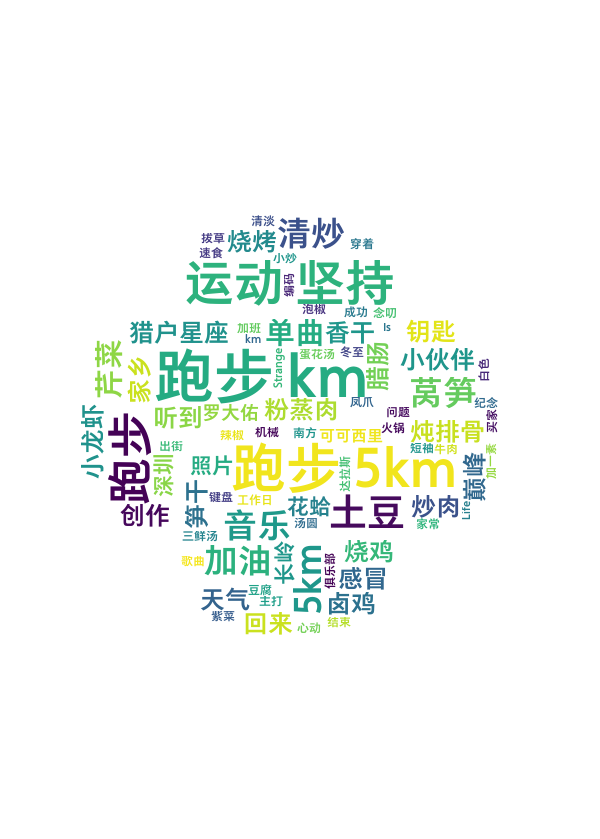 清淡
清炒
拔草
烧烤
穿着
速食
小炒
运动
坚持
编码
泡椒
成功
念叨
猎户星座
加班
单曲
香干
Is
钥匙
km
蛋花汤
冬至
腊肠
小伙伴
芹菜
家乡
跑步 km
Strange
白色
莴笋
凤爪
纪念
小龙虾
听到
罗大佑
粉蒸肉
问题
买家
跑步
出街
辣椒
机械
南方
可可西里
火锅
炖排骨
深圳
照片
跑步 5km
达拉斯
短袖
牛肉
加一素
巅峰
笋干
键盘
工作日
花蛤
土豆
炒肉
Life
创作
音乐
汤圆
家常
三鲜汤
加油
长岭
烧鸡
歌曲
俱乐部
豆腐
5km
感冒
天气
主打
卤鸡
紫菜
回来
心动
结束